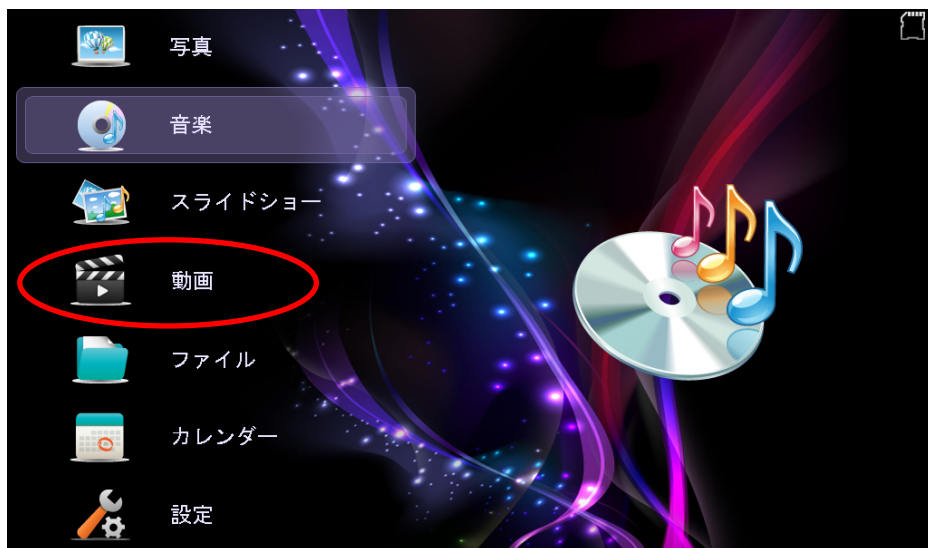 写真
音楽
スライドショー
動画
ファイル
カレンダー
設定